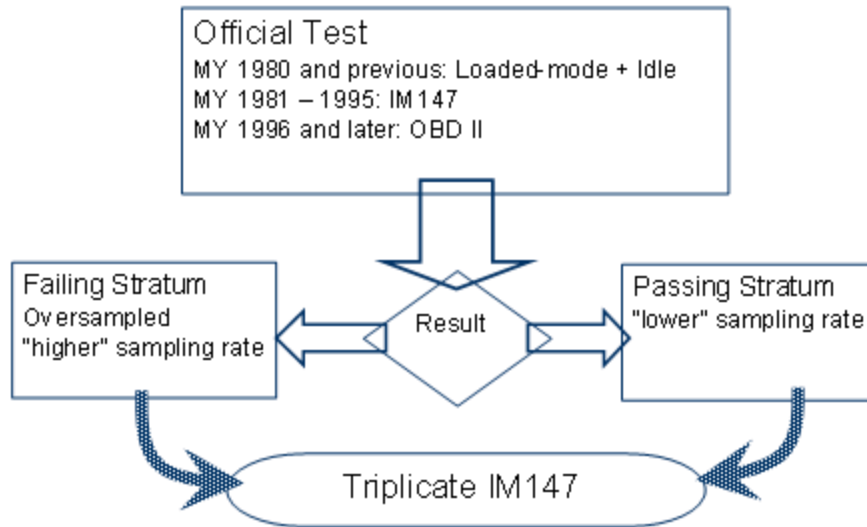 Official Test
MY 1980 and previous: Loaded-mode + Idle
MY 1981 – 1995: IM147
MY 1996 and later: OBD II
Failing Stratum
Oversampled
"higher" sampling rate
Result
Passing Stratum
"lower" sampling rate
Triplicate IM147